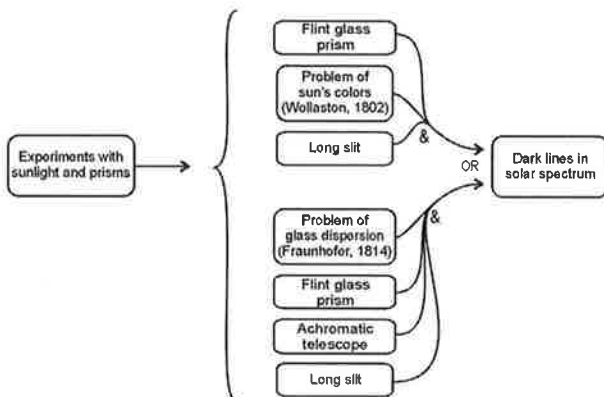 Flint glass
prism
Problem of
sun's colors
(Wollaston, 1802)
Long slit
&
Experiments with
sunlight and prisms
OR
Dark lines in
solar spectrum
&
Problem of
glass dispersion
(Fraunhofer, 1814)
Flint glass
prism
Achromatic
telescope
Long slit